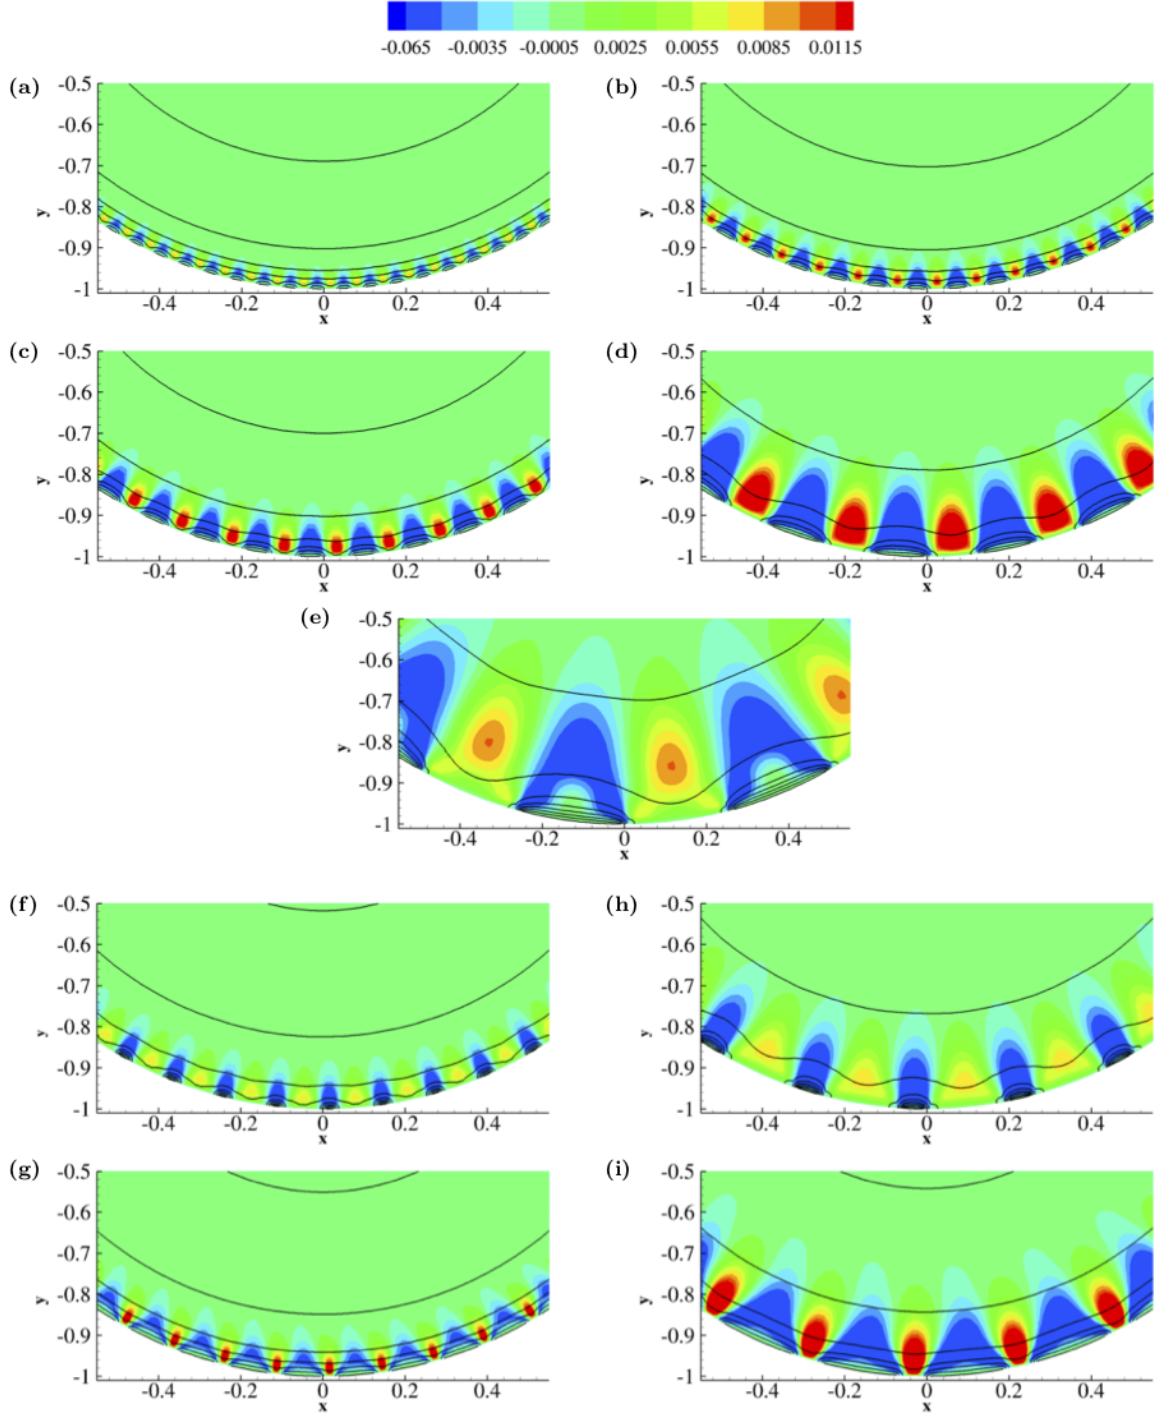 -0.065 -0.0035 -0.0005 0.0025 0.0055 0.0085 0.0115
(a) -0.5 -0.6 -0.7 -0.8 -0.9 -1 y -0.4 -0.2 0 0.2 0.4 x
(b) -0.5 -0.6 -0.7 -0.8 -0.9 -1 y -0.4 -0.2 0 0.2 0.4 x
(c) -0.5 -0.6 -0.7 -0.8 -0.9 -1 y -0.4 -0.2 0 0.2 0.4 x
(d) -0.5 -0.6 -0.7 -0.8 -0.9 -1 y -0.4 -0.2 0 0.2 0.4 x
(e) -0.5 -0.6 -0.7 -0.8 -0.9 -1 y -0.4 -0.2 0 0.2 0.4 x
(f) -0.5 -0.6 -0.7 -0.8 -0.9 -1 y -0.4 -0.2 0 0.2 0.4 x
(h) -0.5 -0.6 -0.7 -0.8 -0.9 -1 y -0.4 -0.2 0 0.2 0.4 x
(g) -0.5 -0.6 -0.7 -0.8 -0.9 -1 y -0.4 -0.2 0 0.2 0.4 x
(i) -0.5 -0.6 -0.7 -0.8 -0.9 -1 y -0.4 -0.2 0 0.2 0.4 x